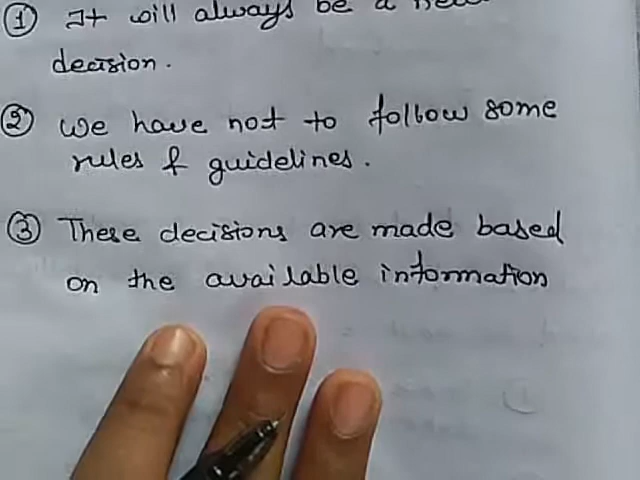 ① It will always be a new
decision.
② We have not to follow some
rules & guidelines.
③ These decisions are made based
on the available information